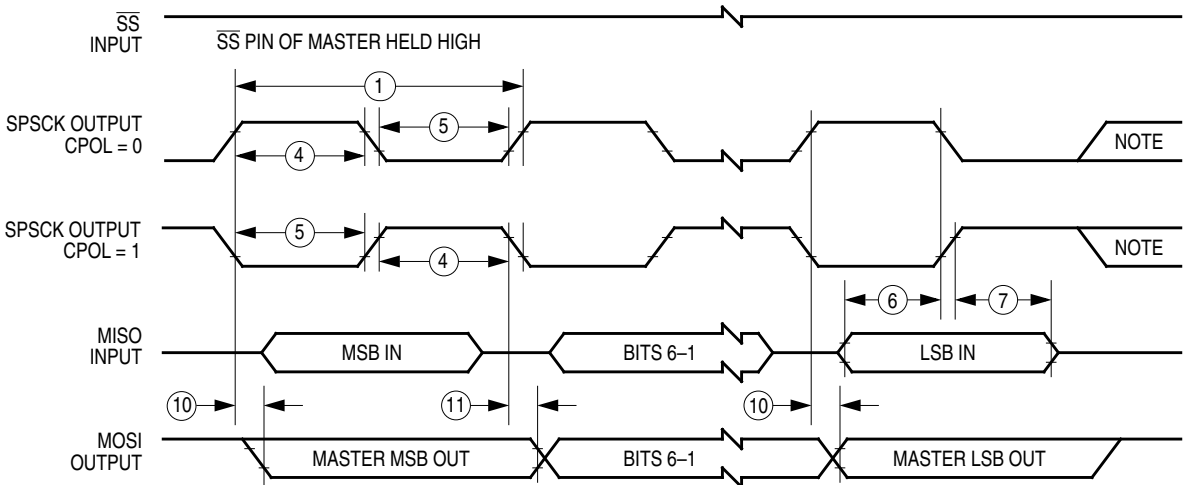 SS
INPUT
SS PIN OF MASTER HELD HIGH
1
SPSCK OUTPUT
CPOL = 0
5
4
NOTE
SPSCK OUTPUT
CPOL = 1
5
4
NOTE
6
7
MISO
INPUT
MSB IN
BITS 6–1
LSB IN
10
11
10
MOSI
OUTPUT
MASTER MSB OUT
BITS 6–1
MASTER LSB OUT